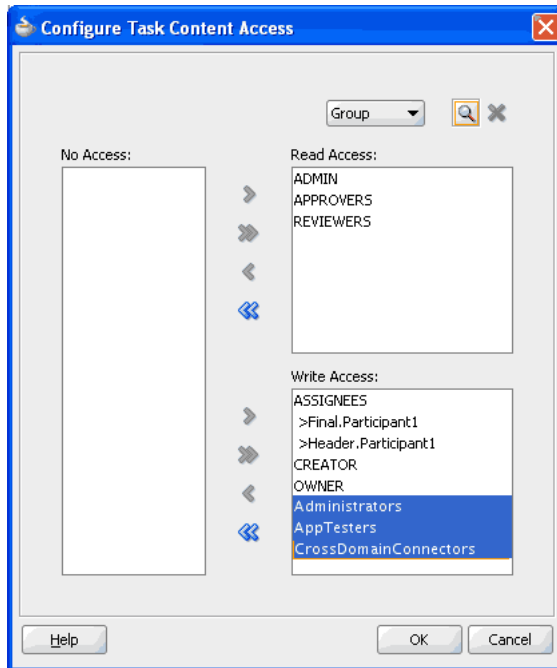 Configure Task Content Access
Group
No Access:
Read Access:
ADMIN
APPROVERS
REVIEWERS
Write Access:
ASSIGNEES
>Final.Participant1
>Header.Participant1
CREATOR
OWNER
Administrators
AppTesters
CrossDomainConnectors
Help
OK
Cancel